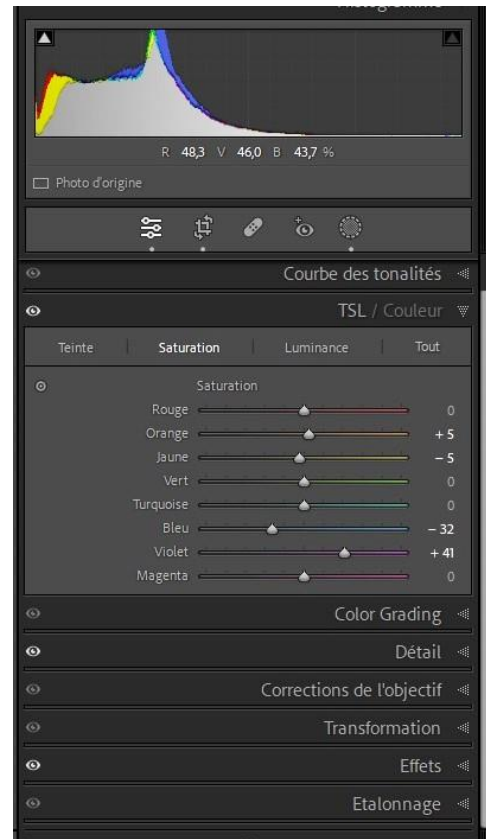 Histogramme
R 48,3 V 46,0 B 43,7 %
Photo d'origine
Courbe des tonalités
TSL / Couleur
Teinte Saturation Luminance Tout
Saturation
Rouge 0
Orange + 5
Jaune – 5
Vert 0
Turquoise 0
Bleu – 32
Violet + 41
Magenta 0
Color Grading
Détail
Corrections de l'objectif
Transformation
Effets
Etalonnage